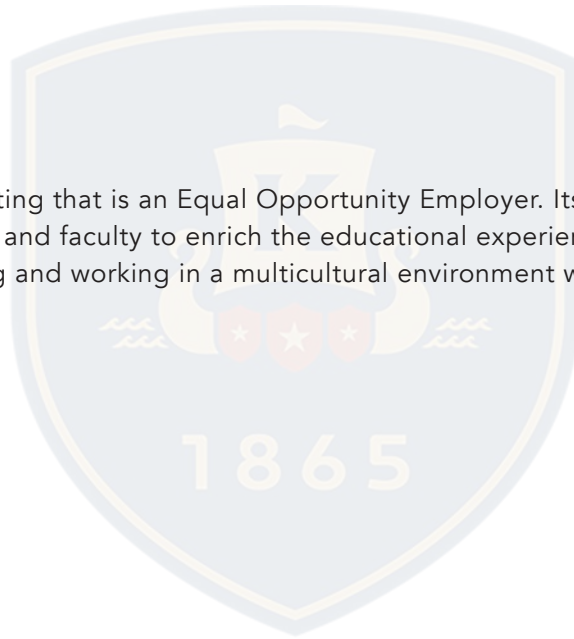 ting that is an Equal Opportunity Employer. Its
and faculty to enrich the educational experien
g and working in a multicultural environment w
K
1865